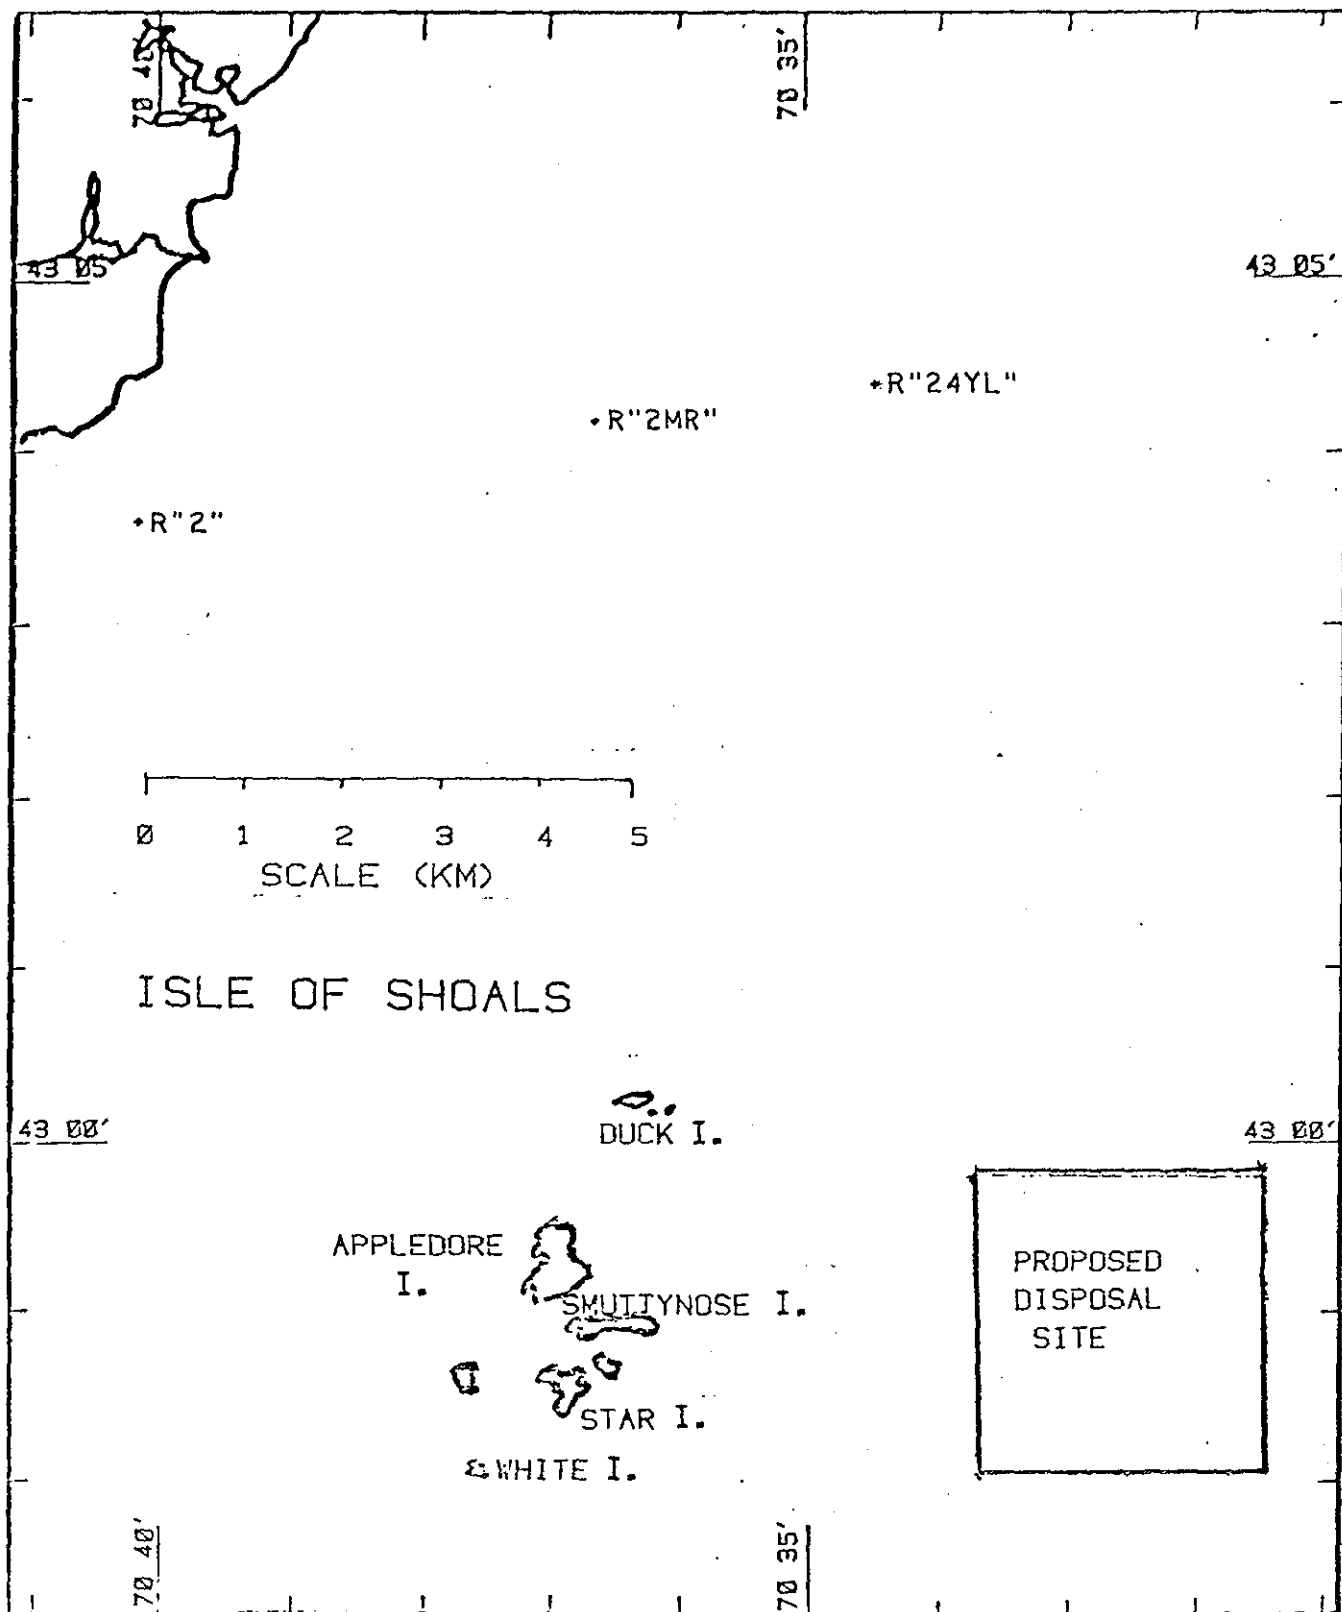 70 40'
70 35'
43 05'
43 05'
R"24YL"
R"2MR"
R"2"
0 1 2 3 4 5
SCALE (KM)
ISLE OF SHOALS
DUCK I.
43 00'
43 00'
APPLEDORE
I.
SMUTTYNOSE I.
PROPOSED
DISPOSAL
SITE
STAR I.
WHITE I.
70 40'
70 35'